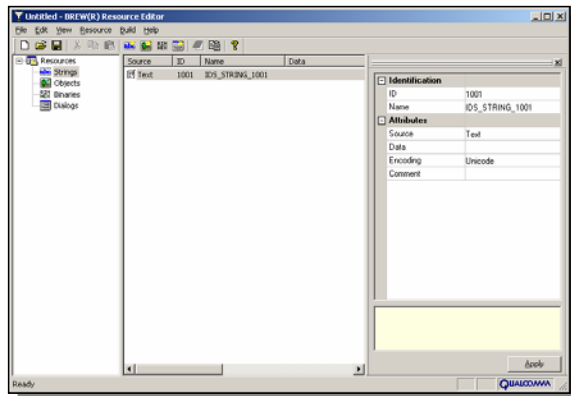 Untitled - BREW(R) Resource Editor
File Edit View Resource Build Help
Resources
Strings
Objects
Binaries
Dialogs
Source ID Name Data
Text 1001 IDS_STRING_1001
Identification
ID 1001
Name IDS_STRING_1001
Attributes
Source Text
Data
Encoding Unicode
Comment
Apply
Ready
QUALCOMM